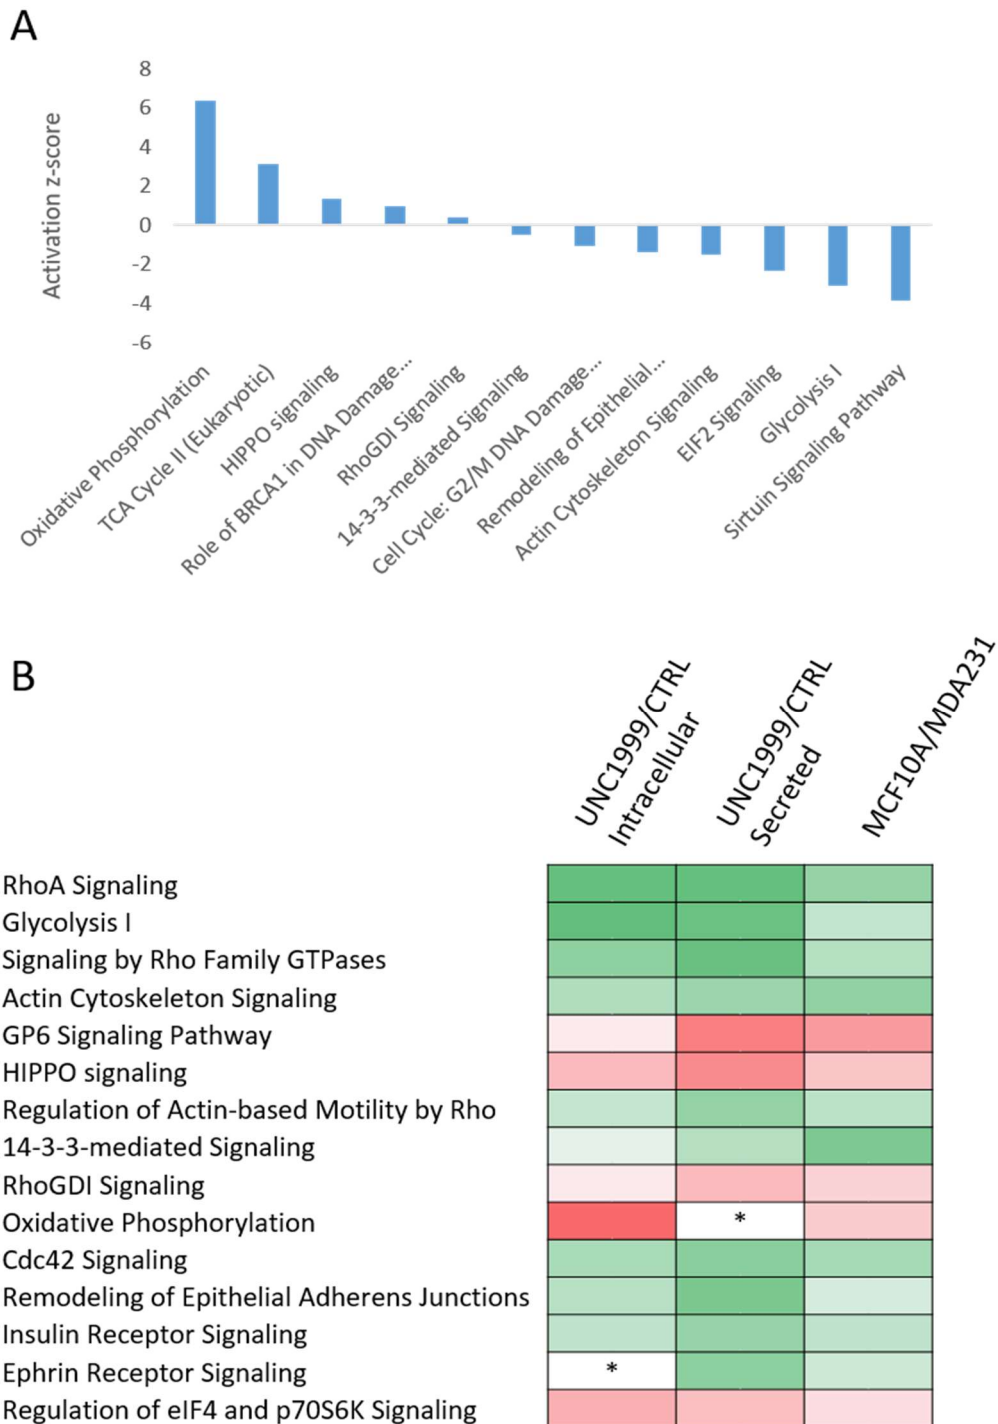 A
8
6
4
2
0
-2
-4
-6
Activation z-score
Oxidative Phosphorylation
TCA Cycle II (Eukaryotic)
HIPPO signaling
Role of BRCA1 in DNA Damage...
RhoGDI Signaling
14-3-3-mediated Signaling
Cell Cycle: G2/M DNA Damage...
Remodeling of Epithelial...
Actin Cytoskeleton Signaling
EIF2 Signaling
Glycolysis I
Sirtuin Signaling Pathway
B
UNC1999/CTRL
Intracellular
UNC1999/CTRL
Secreted
MCF10A/MDA231
RhoA Signaling
Glycolysis I
Signaling by Rho Family GTPases
Actin Cytoskeleton Signaling
GP6 Signaling Pathway
HIPPO signaling
Regulation of Actin-based Motility by Rho
14-3-3-mediated Signaling
RhoGDI Signaling
Oxidative Phosphorylation *
Cdc42 Signaling
Remodeling of Epithelial Adherens Junctions
Insulin Receptor Signaling
Ephrin Receptor Signaling *
Regulation of eIF4 and p70S6K Signaling